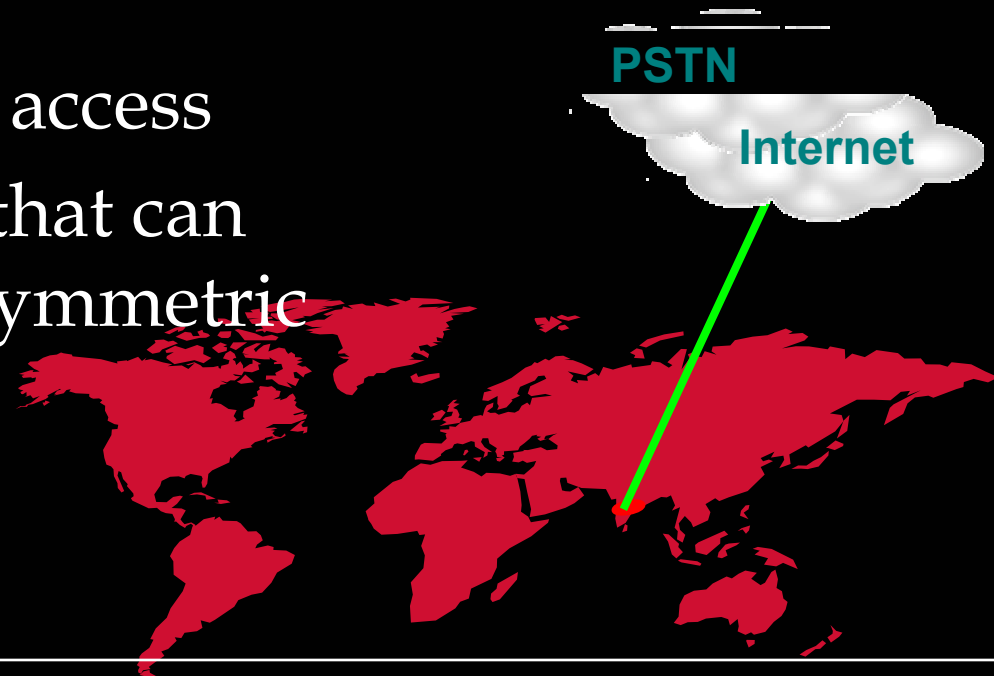 access
that can
ymmetric
PSTN
Internet